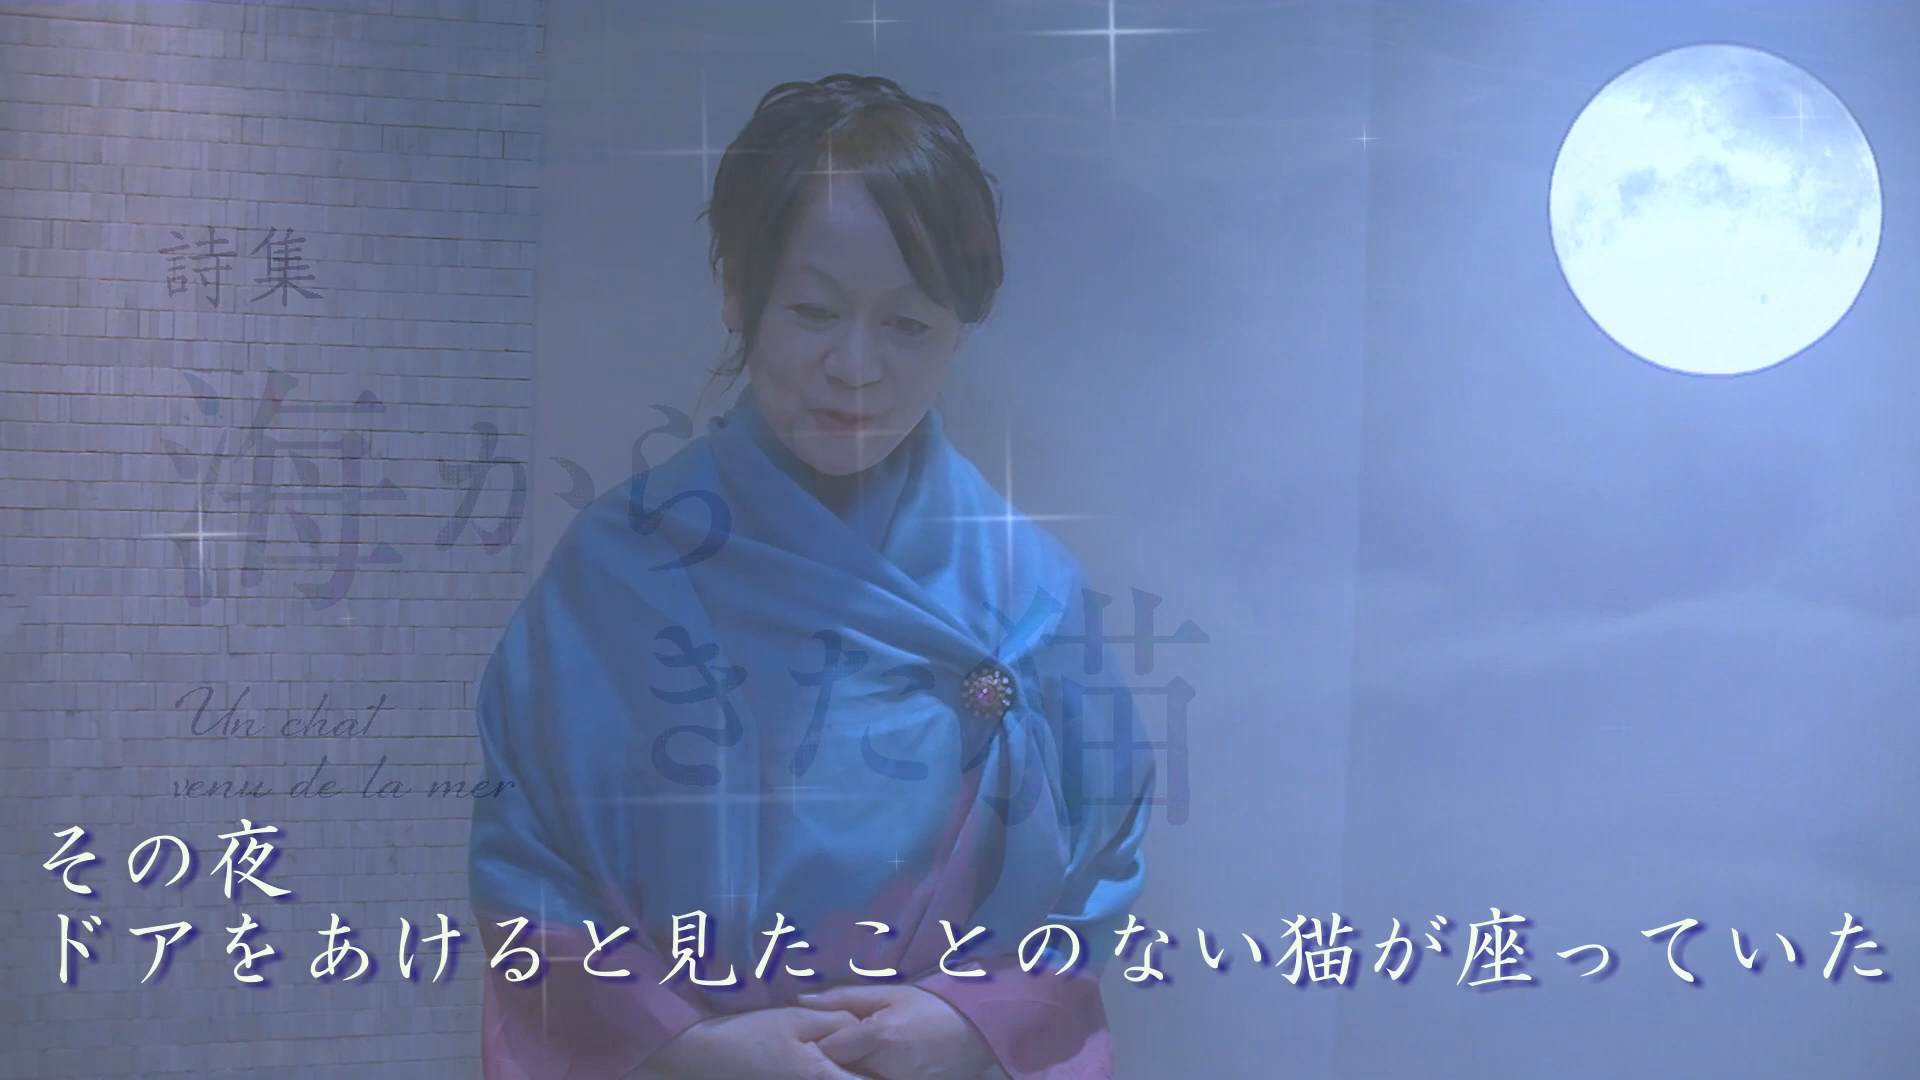 詩集
海から
きた猫
Un chat
venu de la mer
その夜
ドアをあけると見たことのない猫が座っていた